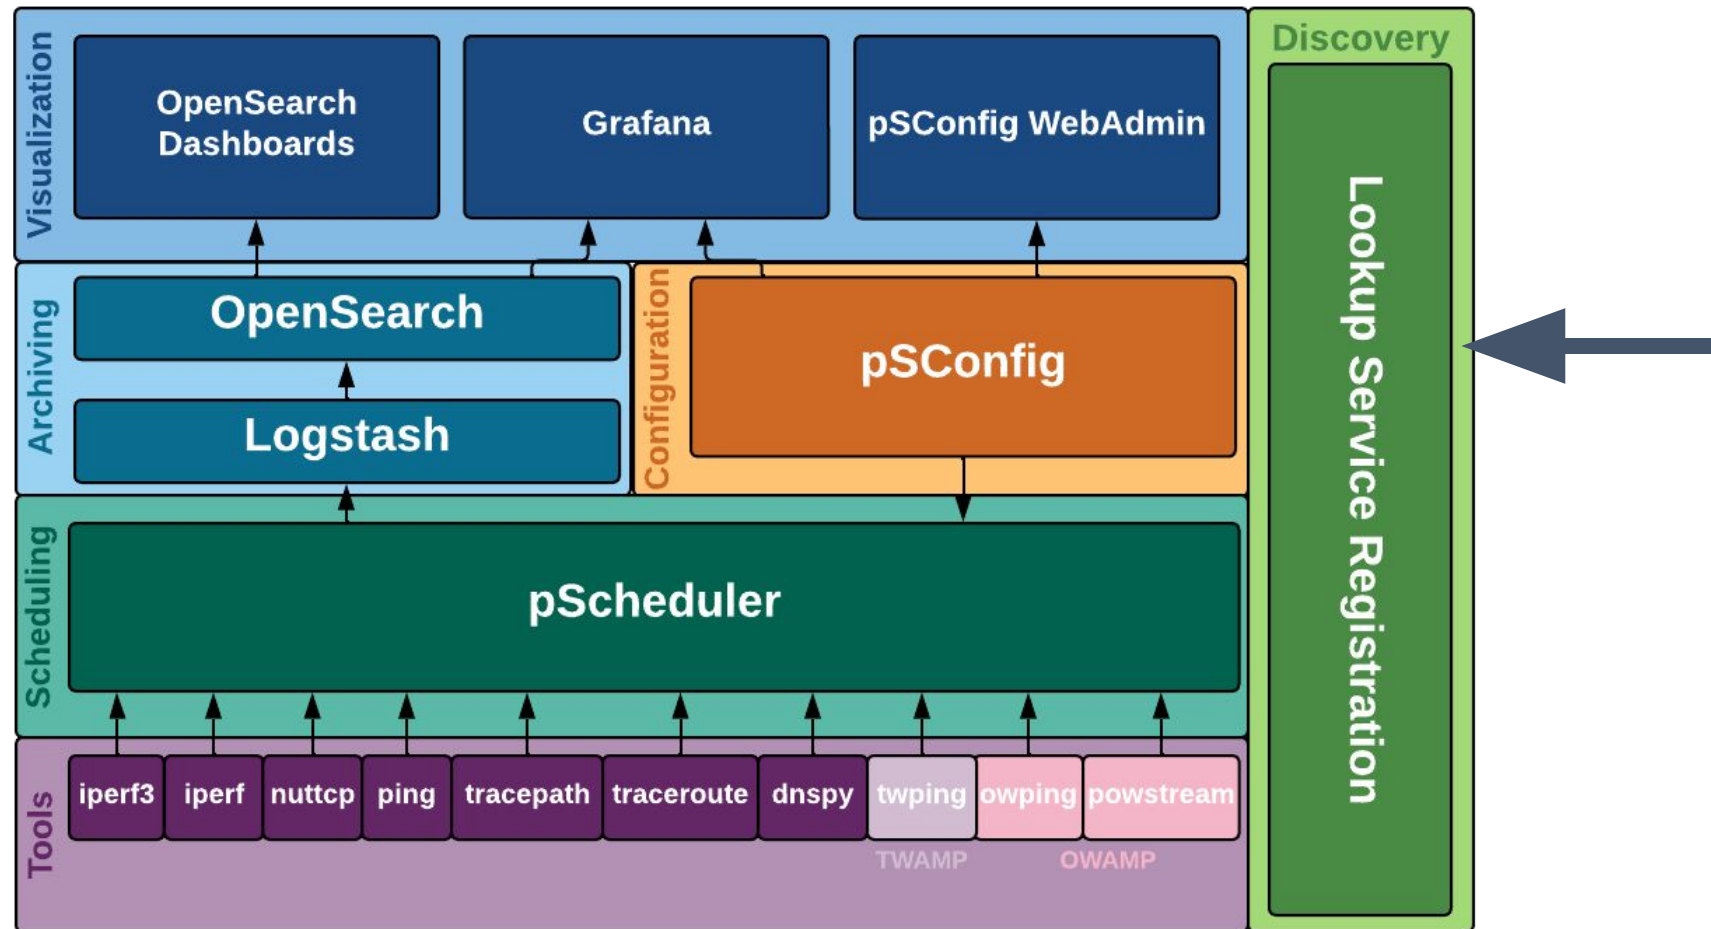 Visualization
OpenSearch
Dashboards
Grafana
pSConfig WebAdmin
Discovery
Lookup Service Registration
Archiving
OpenSearch
Logstash
Configuration
pSConfig
Scheduling
pScheduler
Tools
iperf3
iperf
nuttcp
ping
tracepath
traceroute
dnspy
twping
owping
powstream
TWAMP
OWAMP